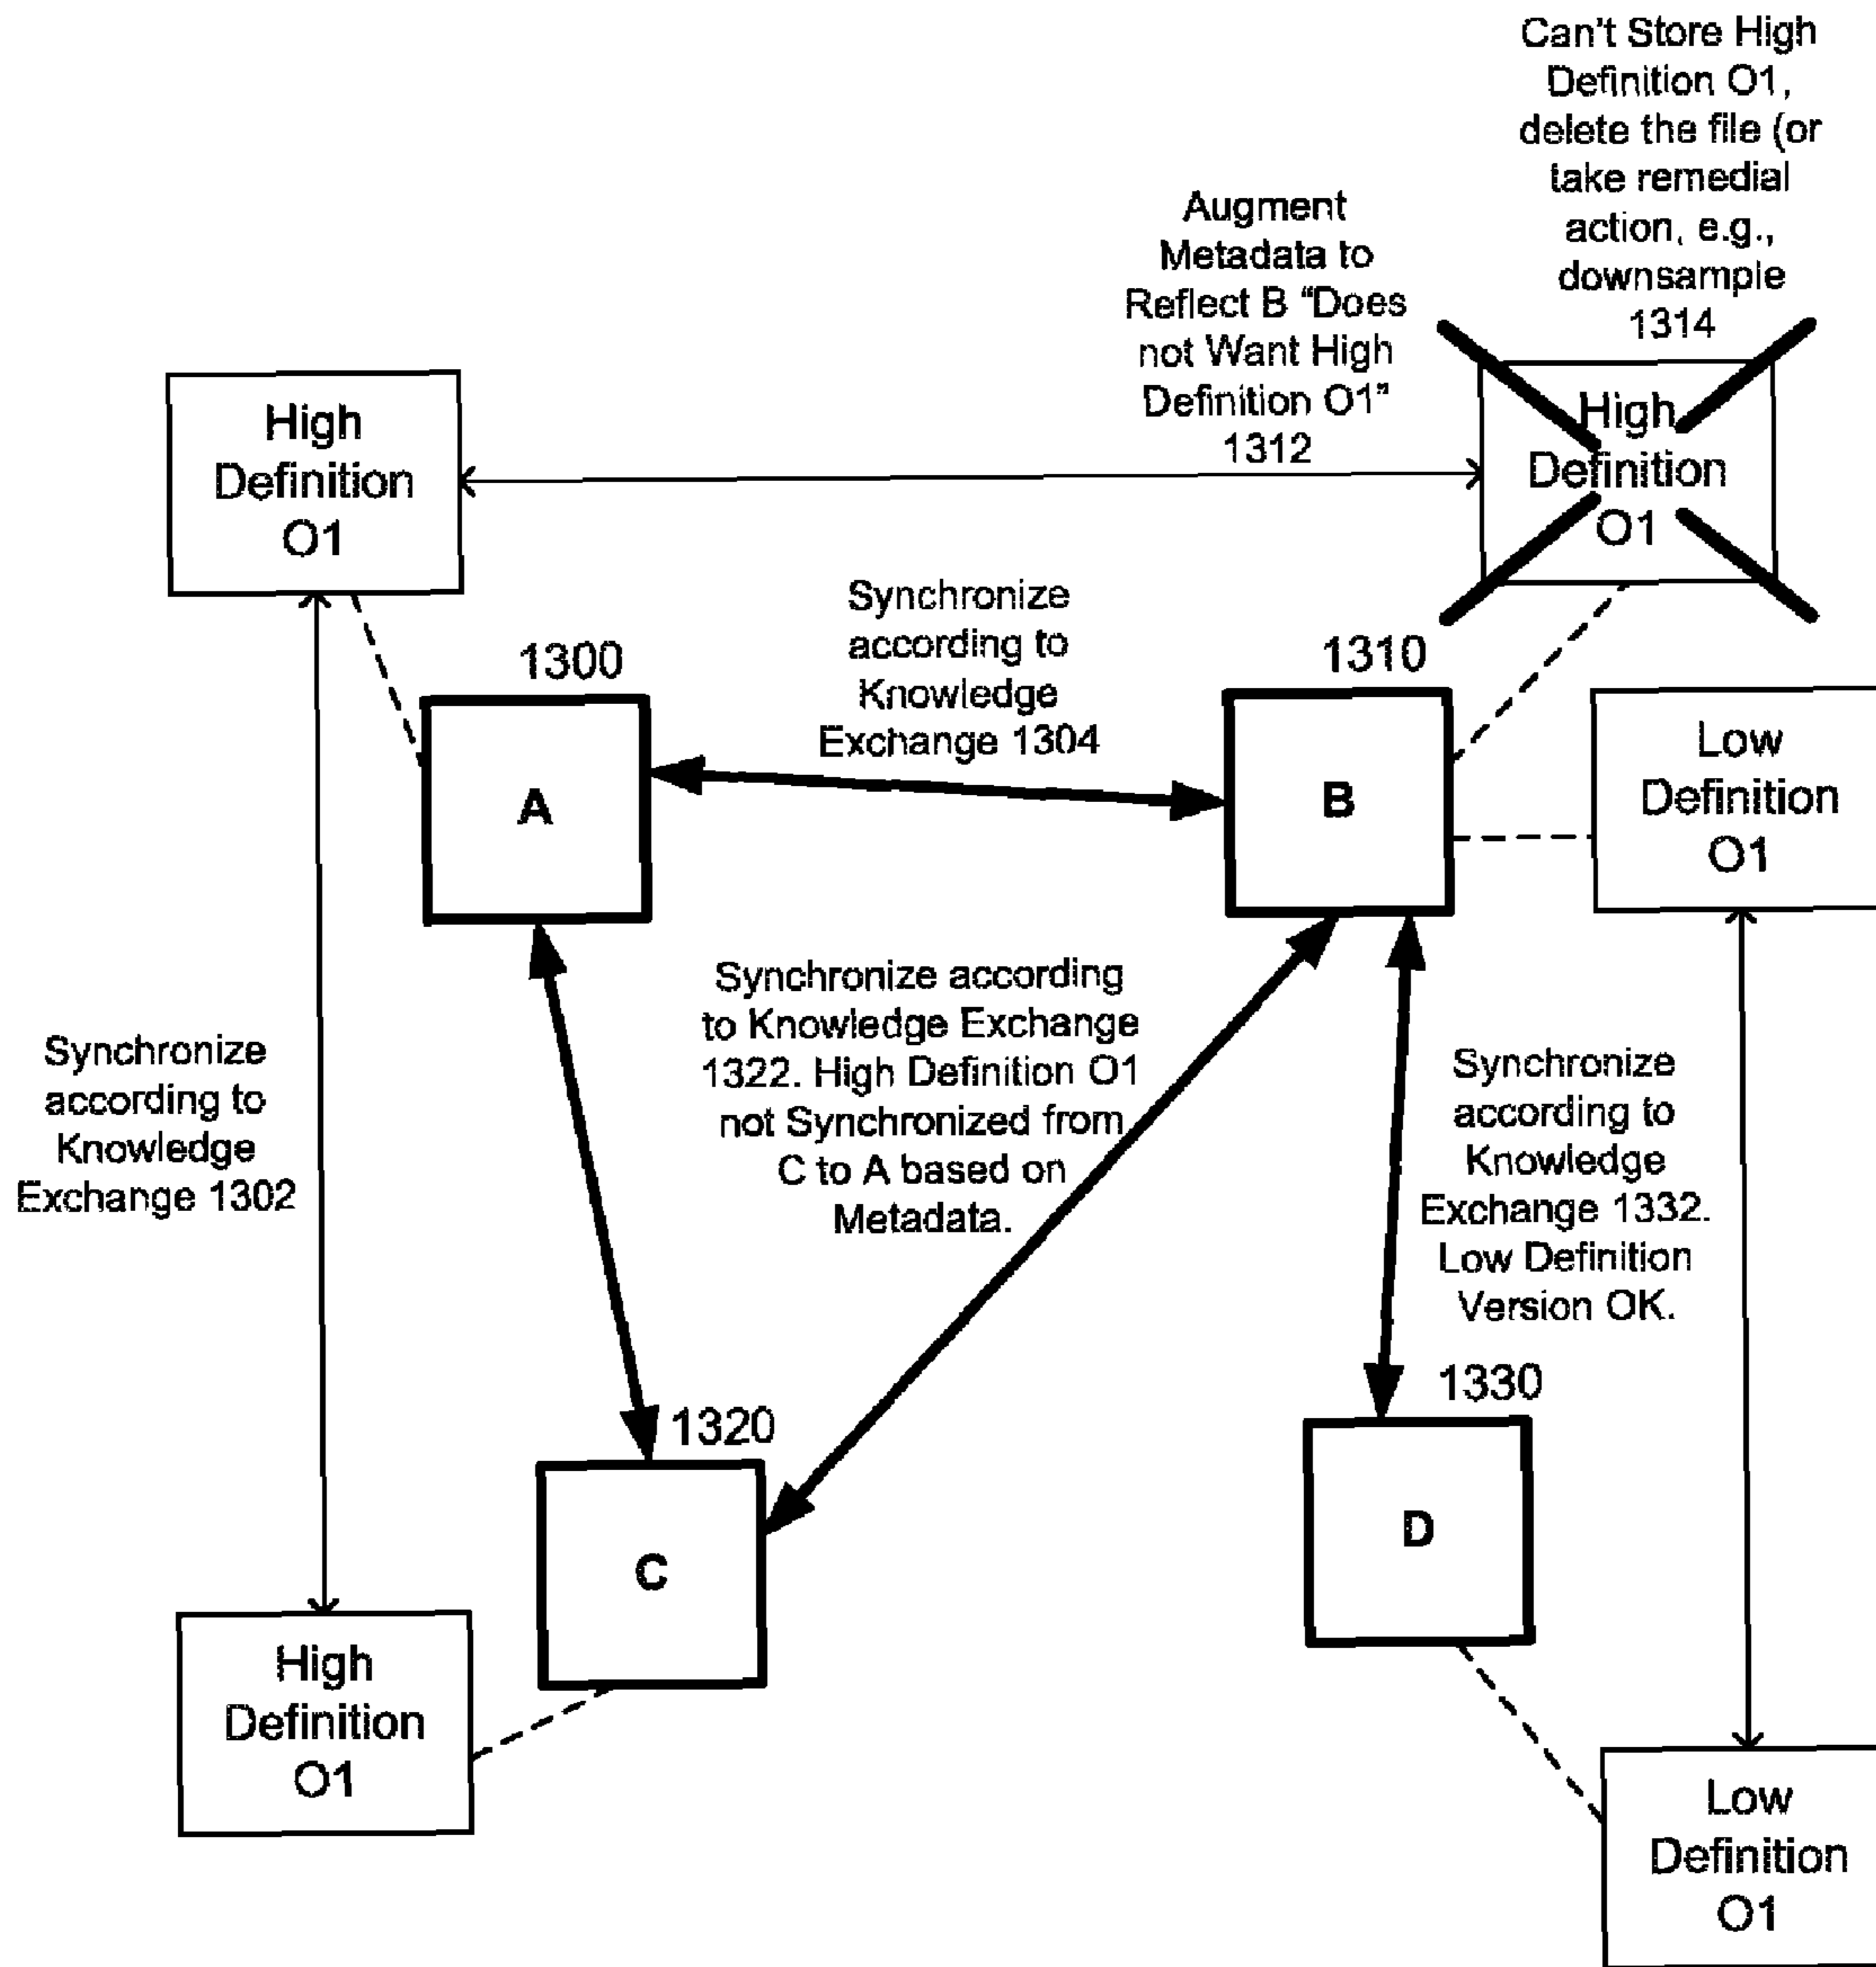 Can't Store High
Definition O1,
delete the file (or
take remedial
action, e.g.,
downsample
1314
Augment
Metadata to
Reflect B “Does
not Want High
Definition O1”
1312
High
Definition
O1
High
Definition
O1
Synchronize
according to
Knowledge
Exchange 1304
1300
1310
A
B
Low
Definition
O1
Synchronize according
to Knowledge Exchange
1322. High Definition O1
not Synchronized from
C to A based on
Metadata.
Synchronize
according to
Knowledge
Exchange 1302
Synchronize
according to
Knowledge
Exchange 1332.
Low Definition
Version OK.
1320
1330
C
D
High
Definition
O1
Low
Definition
O1